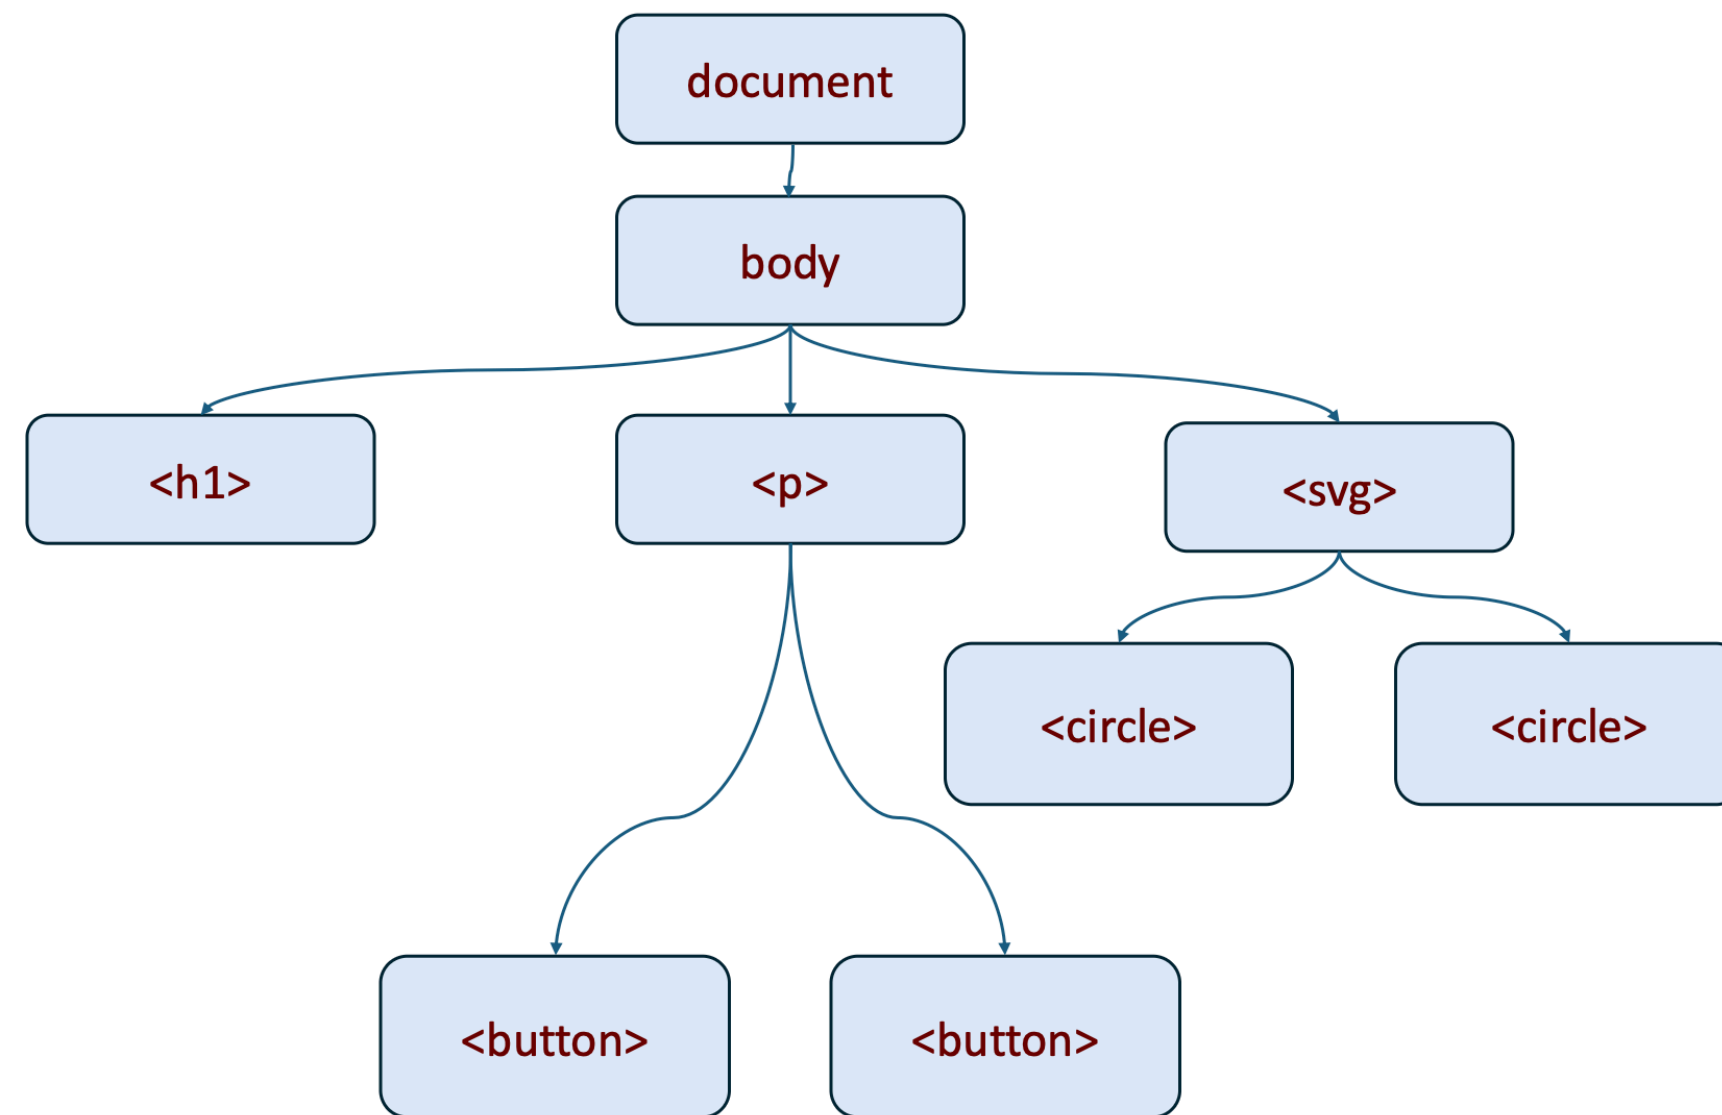 document
body
<h1>
<p>
<svg>
<circle>
<circle>
<button>
<button>